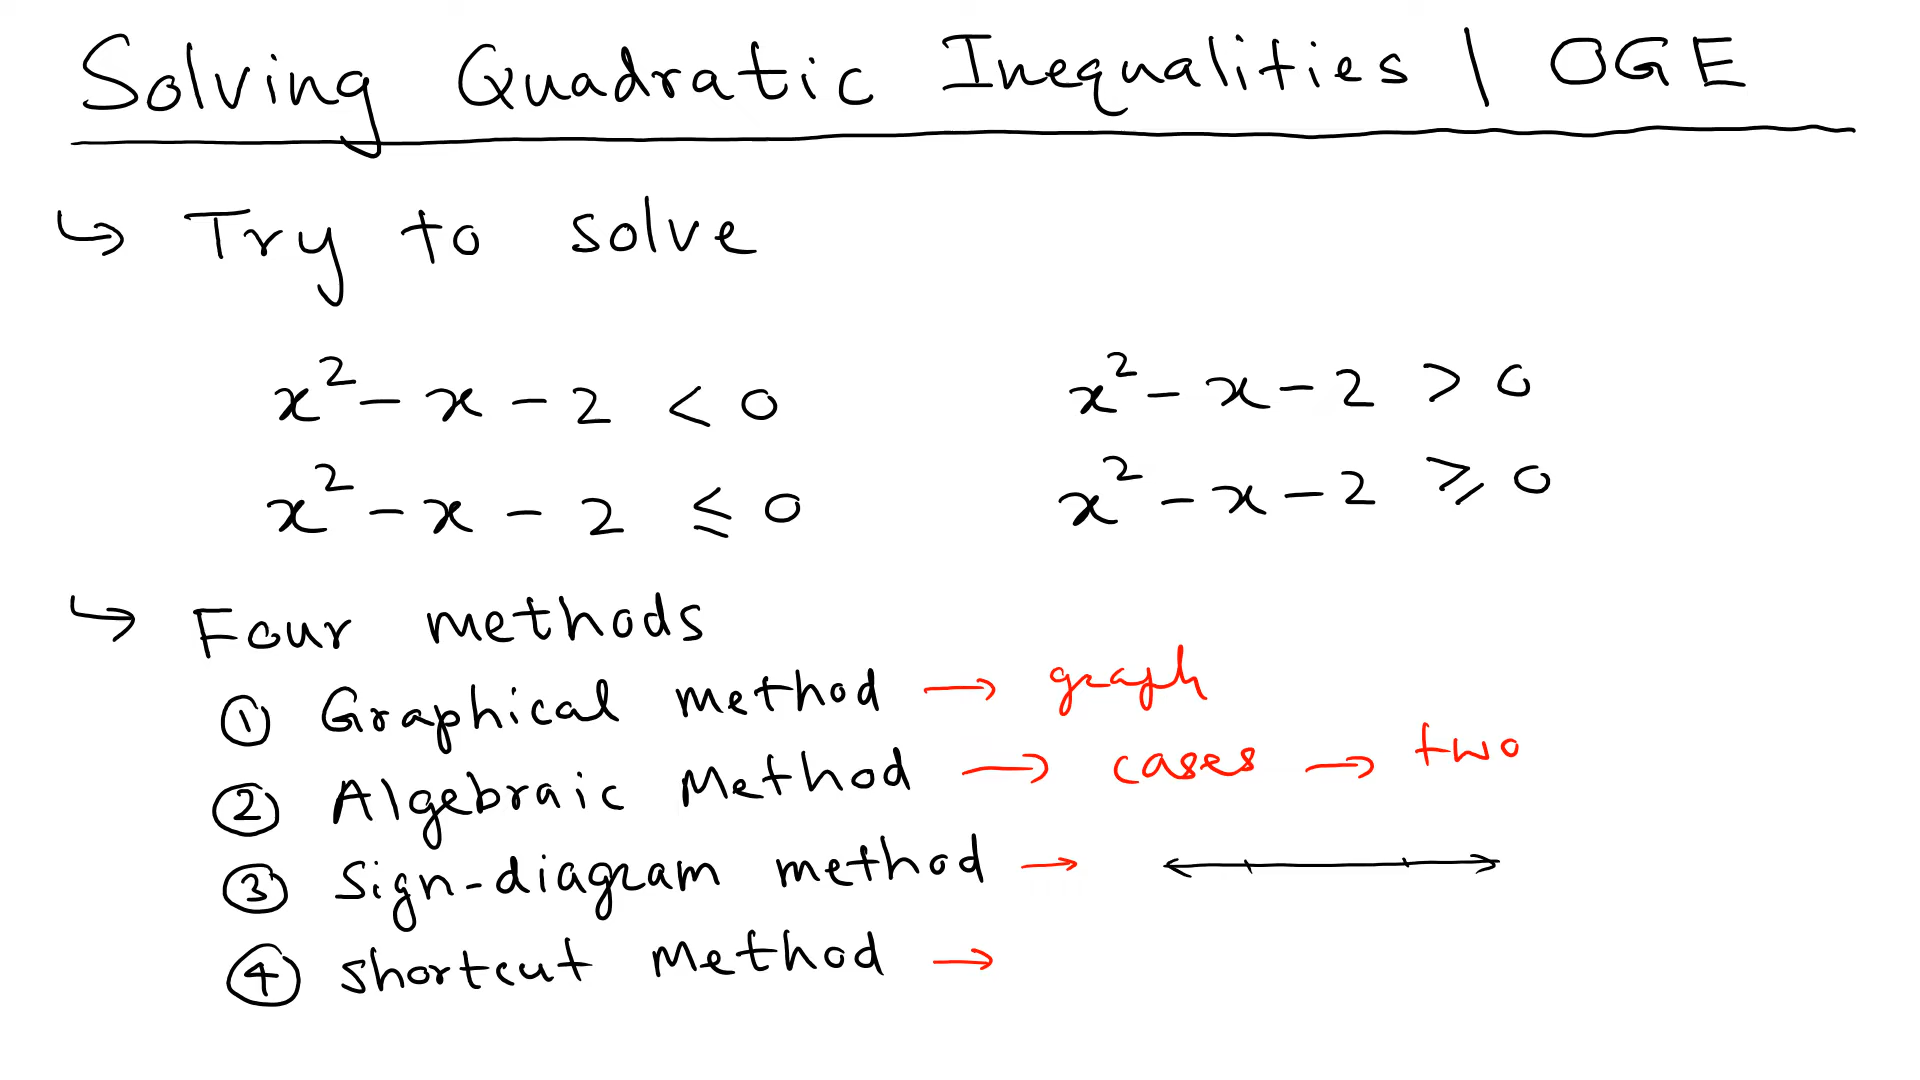 Solving Quadratic Inequalities | OGE
↳ Try to solve
x² - x - 2 < 0    x² - x - 2 > 0
x² - x - 2 ≤ 0    x² - x - 2 ≥ 0
↳ Four methods
① Graphical method → graph
② Algebraic Method → cases → two
③ Sign-diagram method →
④ Shortcut Method →